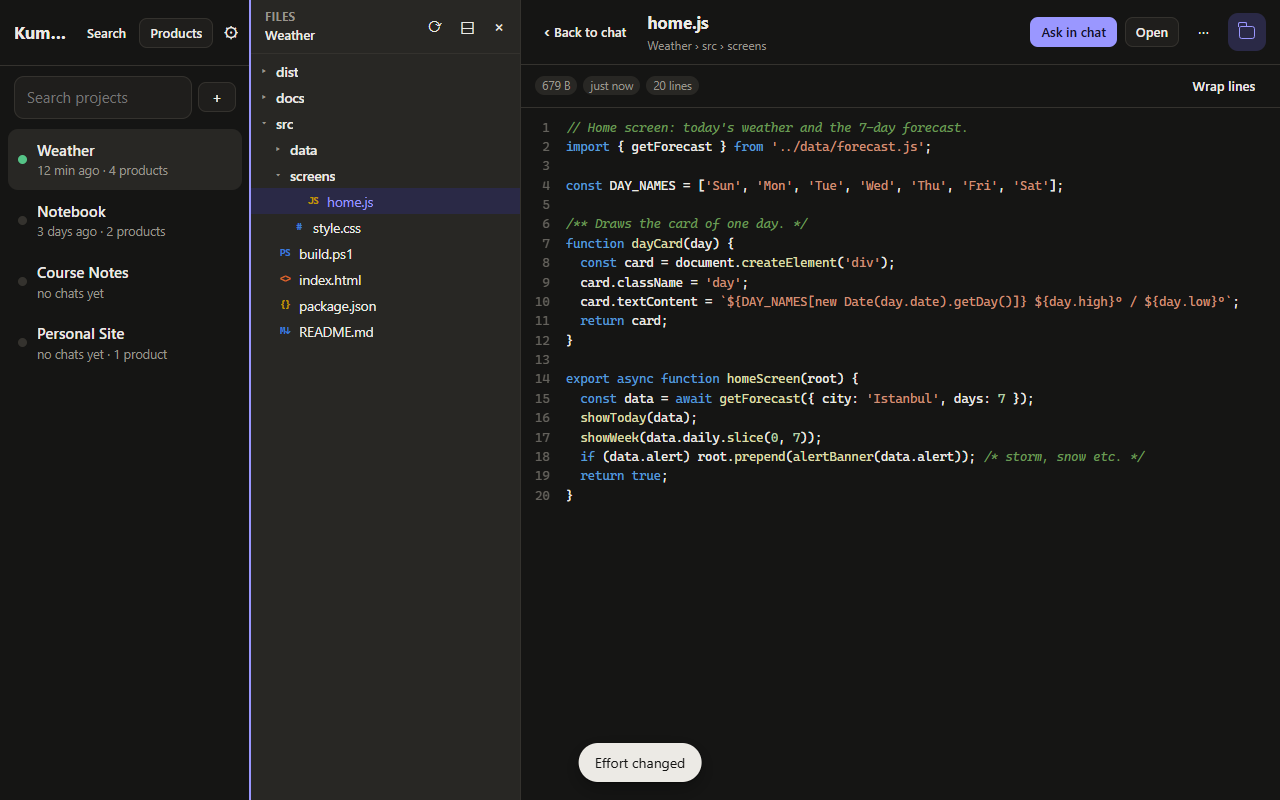 Kum...
Search
Products
Search projects
+
Weather
12 min ago · 4 products
Notebook
3 days ago · 2 products
Course Notes
no chats yet
Personal Site
no chats yet · 1 product
FILES
Weather
dist
docs
src
data
screens
JS home.js
# style.css
PS build.ps1
<> index.html
{} package.json
M↓ README.md
‹ Back to chat
home.js
Weather › src › screens
Ask in chat
Open
···
679 B
just now
20 lines
Wrap lines
1 // Home screen: today's weather and the 7-day forecast.
2 import { getForecast } from '../data/forecast.js';
3
4 const DAY_NAMES = ['Sun', 'Mon', 'Tue', 'Wed', 'Thu', 'Fri', 'Sat'];
5
6 /** Draws the card of one day. */
7 function dayCard(day) {
8   const card = document.createElement('div');
9   card.className = 'day';
10   card.textContent = `${DAY_NAMES[new Date(day.date).getDay()]} ${day.high}° / ${day.low}°`;
11   return card;
12 }
13
14 export async function homeScreen(root) {
15   const data = await getForecast({ city: 'Istanbul', days: 7 });
16   showToday(data);
17   showWeek(data.daily.slice(0, 7));
18   if (data.alert) root.prepend(alertBanner(data.alert)); /* storm, snow etc. */
19   return true;
20 }
Effort changed